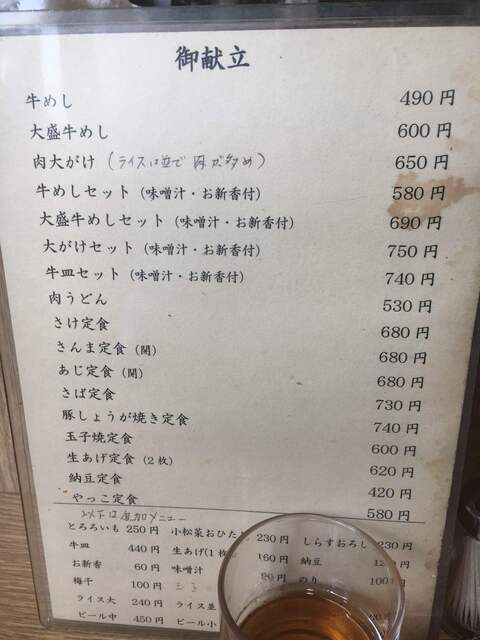 御献立
牛めし 490円
大盛牛めし 600円
肉大がけ (ライスは並で 肉が多め) 650円
牛めしセット (味噌汁・お新香付) 580円
大盛牛めしセット (味噌汁・お新香付) 690円
大がけセット (味噌汁・お新香付) 750円
牛皿セット (味噌汁・お新香付) 740円
肉うどん 530円
さけ定食 680円
さんま定食 (開) 680円
あじ定食 (開) 680円
さば定食 730円
豚しょうが焼き定食 740円
玉子焼定食 600円
生あげ定食 (2枚) 620円
納豆定食 420円
やっこ定食 580円
以下は追加メニュー
とろろいも 250円 小松菜おひた 230円 しらすおろし 230円
牛皿 440円 生あげ(1枚 160円 納豆 円
お新香 60円 味噌汁 円 のり
梅干 100円
ライス大 240円 ライス並
ビール中 450円 ビール小 円